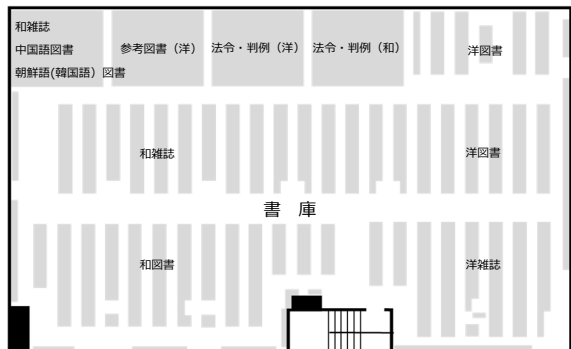 和雑誌
中国語図書
朝鮮語(韓国語）図書
参考図書（洋）
法令・判例（洋）
法令・判例（和）
洋図書
和雑誌
洋図書
書　庫
和図書
洋雑誌